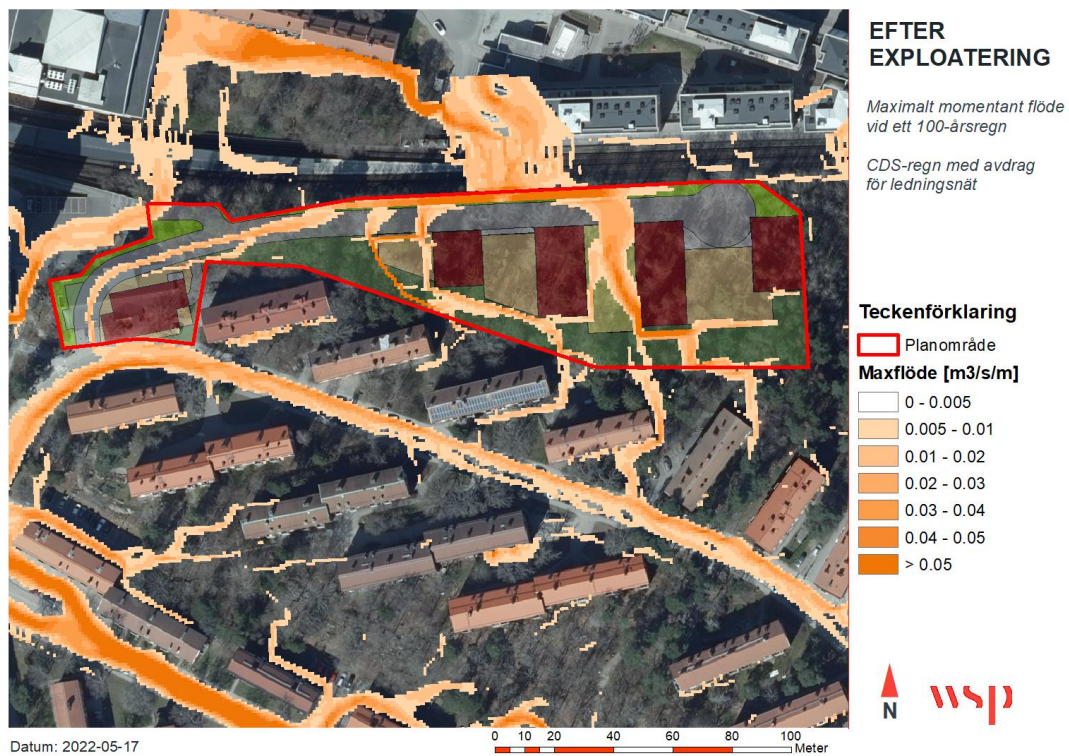 EFTER
EXPLOATERING
Maximalt momentant flöde
vid ett 100-årsregn
CDS-regn med avdrag
för ledningsnät
Teckenförklaring
Planområde
Maxflöde [m3/s/m]
0 - 0.005
0.005 - 0.01
0.01 - 0.02
0.02 - 0.03
0.03 - 0.04
0.04 - 0.05
> 0.05
N
wsp
Datum: 2022-05-17
0 10 20 40 60 80 100
Meter